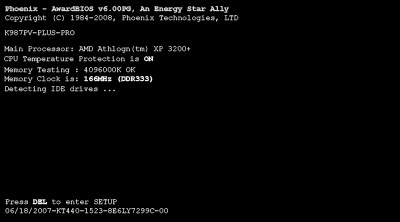 Phoenix - AwardBIOS v6.00PG, An Energy Star Ally
Copyright (C) 1984-2008, Phoenix Technologies, LTD
K987PV-PLUS-PRO
Main Processor: AMD Athlogn(tm) XP 3200+
CPU Temperature Protection is ON
Memory Testing : 4096000K OK
Memory Clock is: 166MHz (DDR333)
Detecting IDE drives ...
Press DEL to enter SETUP
06/18/2007-KT440-1523-8E6LY7299C-00